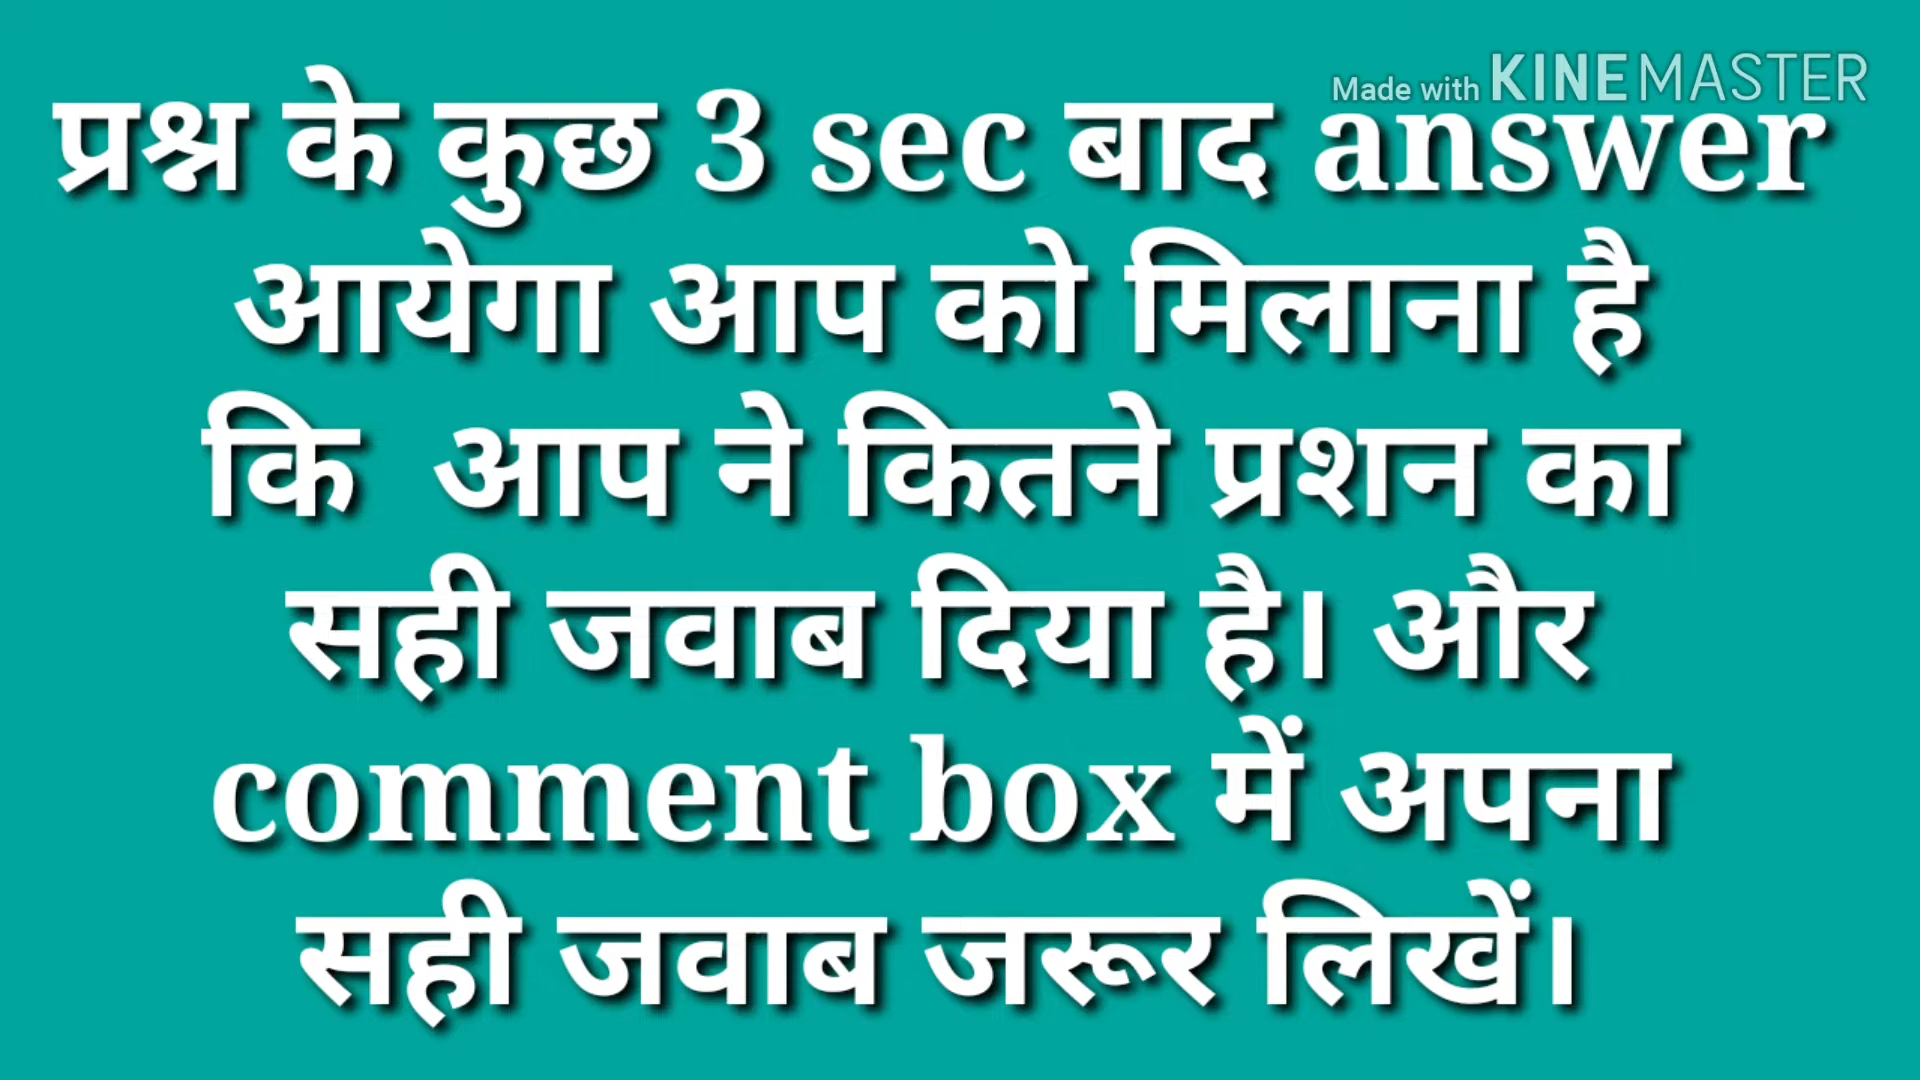 Made with KINEMASTER
प्रश्न के कुछ 3 sec बाद answer
आयेगा आप को मिलाना है
कि आप ने कितने प्रशन का
सही जवाब दिया है। और
comment box में अपना
सही जवाब जरूर लिखें।